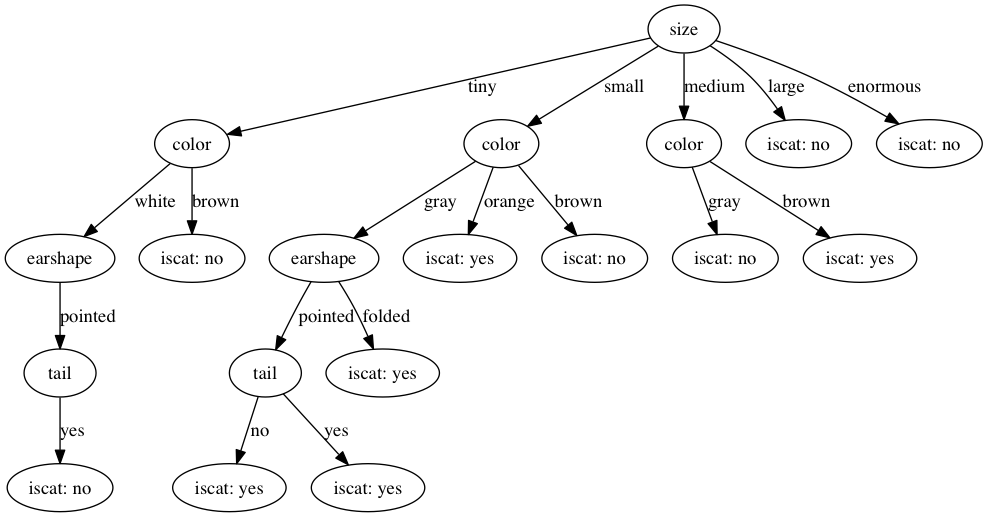 size
tiny
small
medium
large
enormous
color
color
color
iscat: no
iscat: no
white
brown
gray
orange
brown
gray
brown
earshape
iscat: no
earshape
iscat: yes
iscat: no
iscat: no
iscat: yes
pointed
pointed
folded
tail
tail
iscat: yes
yes
no
yes
iscat: no
iscat: yes
iscat: yes